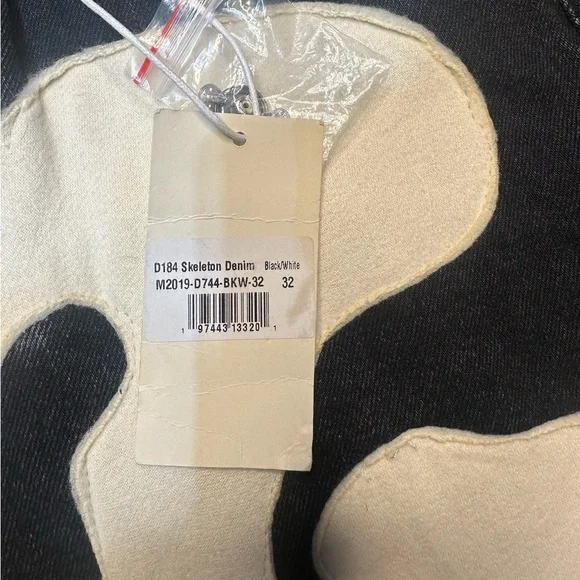 D184 Skeleton Denim Black/White
M2019-D744-BKW-32 32
1 97443 13320 1